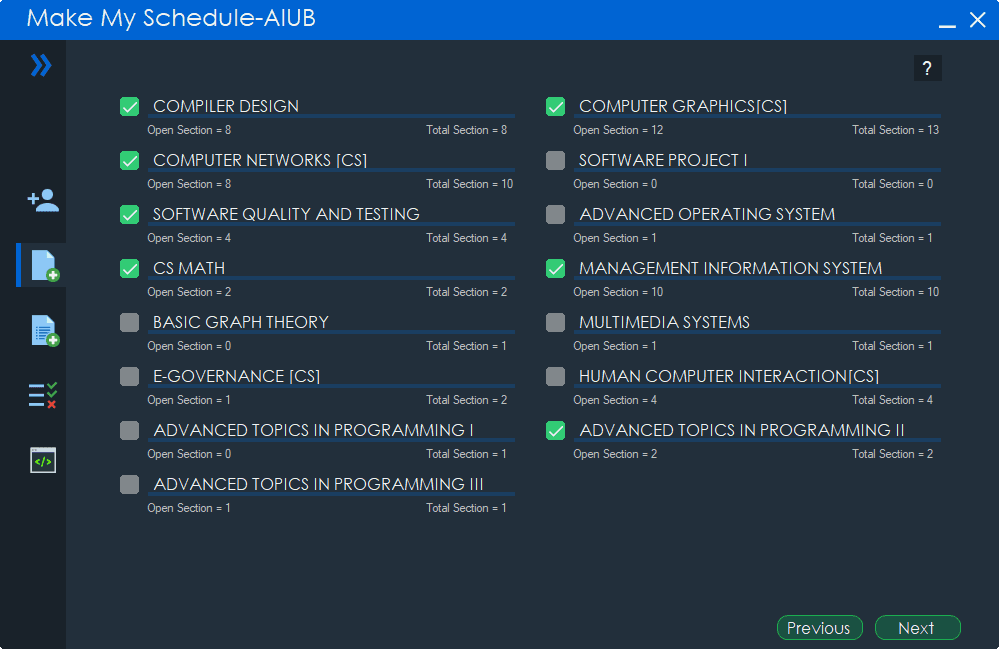 Make My Schedule-AIUB
?
COMPILER DESIGN
Open Section = 8 Total Section = 8
COMPUTER GRAPHICS[CS]
Open Section = 12 Total Section = 13
COMPUTER NETWORKS [CS]
Open Section = 8 Total Section = 10
SOFTWARE PROJECT I
Open Section = 0 Total Section = 0
SOFTWARE QUALITY AND TESTING
Open Section = 4 Total Section = 4
ADVANCED OPERATING SYSTEM
Open Section = 1 Total Section = 1
CS MATH
Open Section = 2 Total Section = 2
MANAGEMENT INFORMATION SYSTEM
Open Section = 10 Total Section = 10
BASIC GRAPH THEORY
Open Section = 0 Total Section = 1
MULTIMEDIA SYSTEMS
Open Section = 1 Total Section = 1
E-GOVERNANCE [CS]
Open Section = 1 Total Section = 2
HUMAN COMPUTER INTERACTION[CS]
Open Section = 4 Total Section = 4
ADVANCED TOPICS IN PROGRAMMING I
Open Section = 0 Total Section = 1
ADVANCED TOPICS IN PROGRAMMING II
Open Section = 2 Total Section = 2
ADVANCED TOPICS IN PROGRAMMING III
Open Section = 1 Total Section = 1
Previous Next